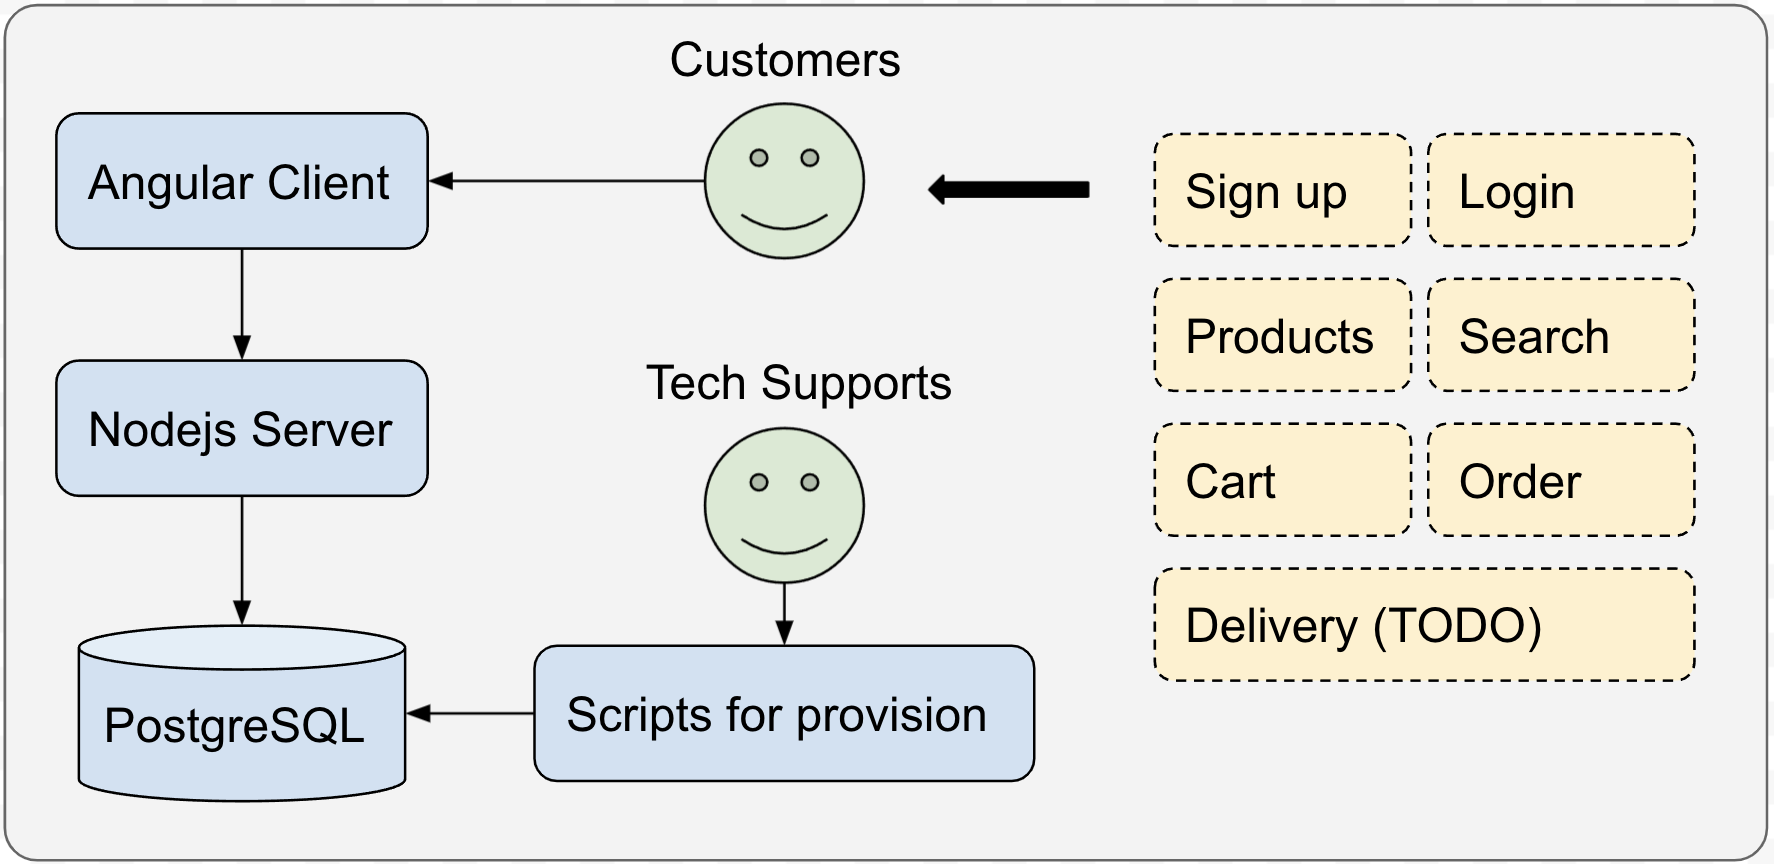 Customers
Angular Client
Sign up
Login
Products
Search
Tech Supports
Nodejs Server
Cart
Order
Delivery (TODO)
PostgreSQL
Scripts for provision